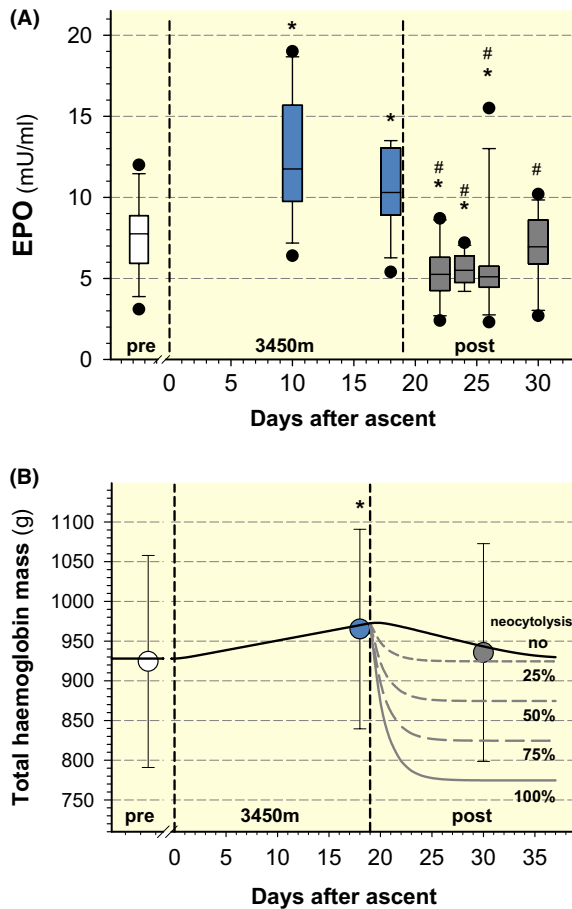 (A)
EPO (mU/ml)
20
15
10
5
0
*
*
#
*
#
*
#
*
#
pre
3450m
post
0 5 10 15 20 25 30
Days after ascent
(B)
Total haemoglobin mass (g)
1100
1050
1000
950
900
850
800
750
*
neocytolysis
no
25%
50%
75%
100%
pre
3450m
post
0 5 10 15 20 25 30 35
Days after ascent